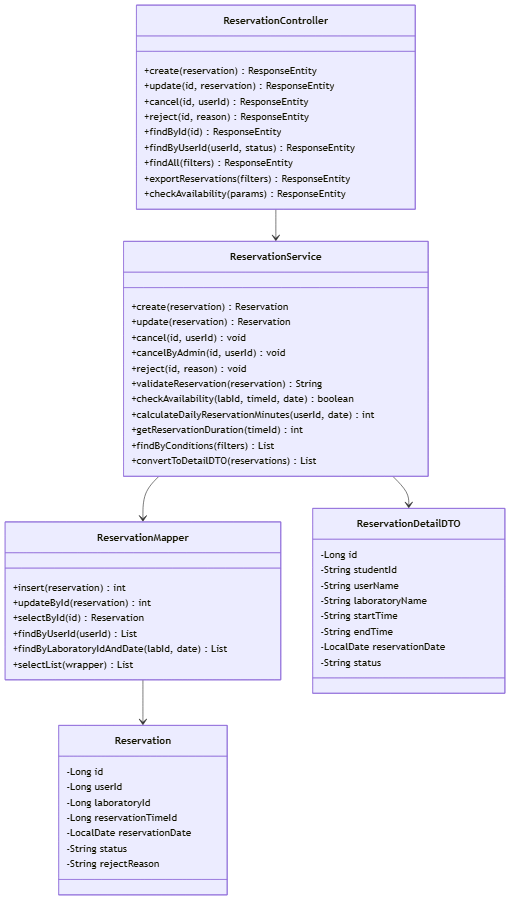 ReservationController
+create(reservation) : ResponseEntity
+update(id, reservation) : ResponseEntity
+cancel(id, userId) : ResponseEntity
+reject(id, reason) : ResponseEntity
+findById(id) : ResponseEntity
+findByUserId(userId, status) : ResponseEntity
+findAll(filters) : ResponseEntity
+exportReservations(filters) : ResponseEntity
+checkAvailability(params) : ResponseEntity
ReservationService
+create(reservation) : Reservation
+update(reservation) : Reservation
+cancel(id, userId) : void
+cancelByAdmin(id, userId) : void
+reject(id, reason) : void
+validateReservation(reservation) : String
+checkAvailability(labId, timeId, date) : boolean
+calculateDailyReservationMinutes(userId, date) : int
+getReservationDuration(timeId) : int
+findByConditions(filters) : List
+convertToDetailDTO(reservations) : List
ReservationMapper
+insert(reservation) : int
+updateById(reservation) : int
+selectById(id) : Reservation
+findByUserId(userId) : List
+findByLaboratoryIdAndDate(labId, date) : List
+selectList(wrapper) : List
ReservationDetailDTO
-Long id
-String studentId
-String userName
-String laboratoryName
-String startTime
-String endTime
-LocalDate reservationDate
-String status
Reservation
-Long id
-Long userId
-Long laboratoryId
-Long reservationTimeId
-LocalDate reservationDate
-String status
-String rejectReason